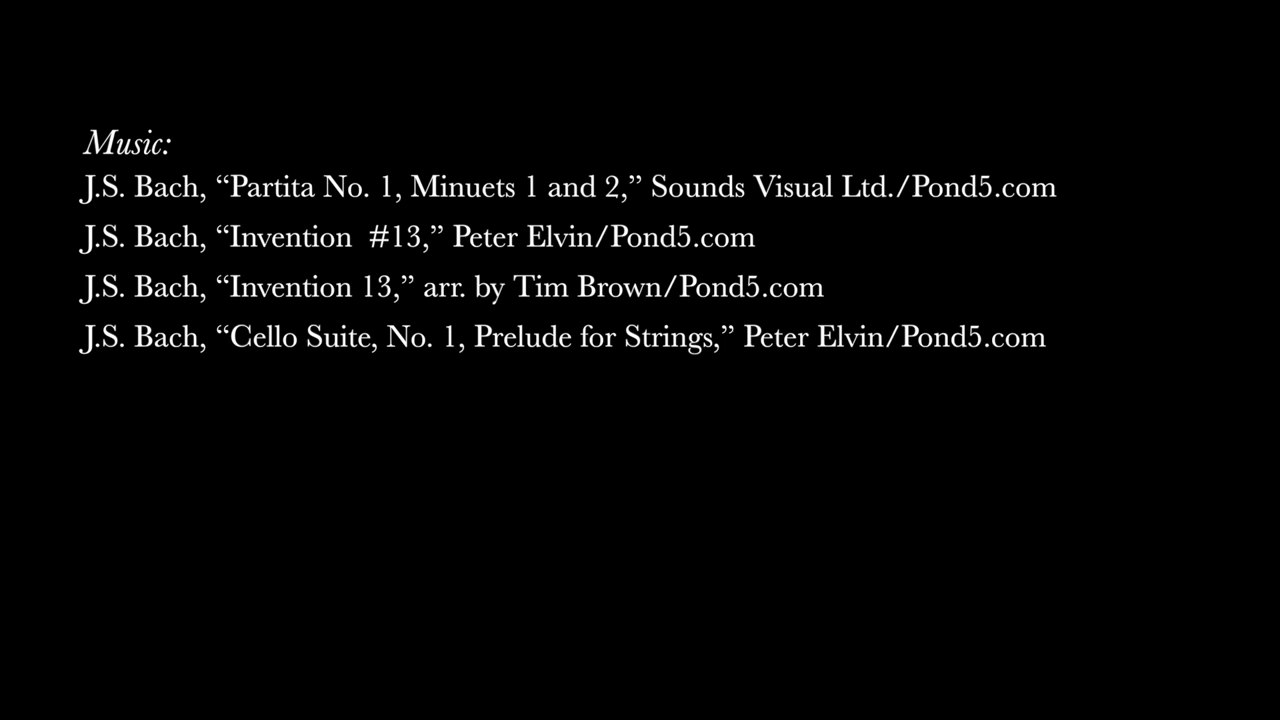 Music:
J.S. Bach, “Partita No. 1, Minuets 1 and 2,” Sounds Visual Ltd./Pond5.com
J.S. Bach, “Invention  #13,” Peter Elvin/Pond5.com
J.S. Bach, “Invention 13,” arr. by Tim Brown/Pond5.com
J.S. Bach, “Cello Suite, No. 1, Prelude for Strings,” Peter Elvin/Pond5.com